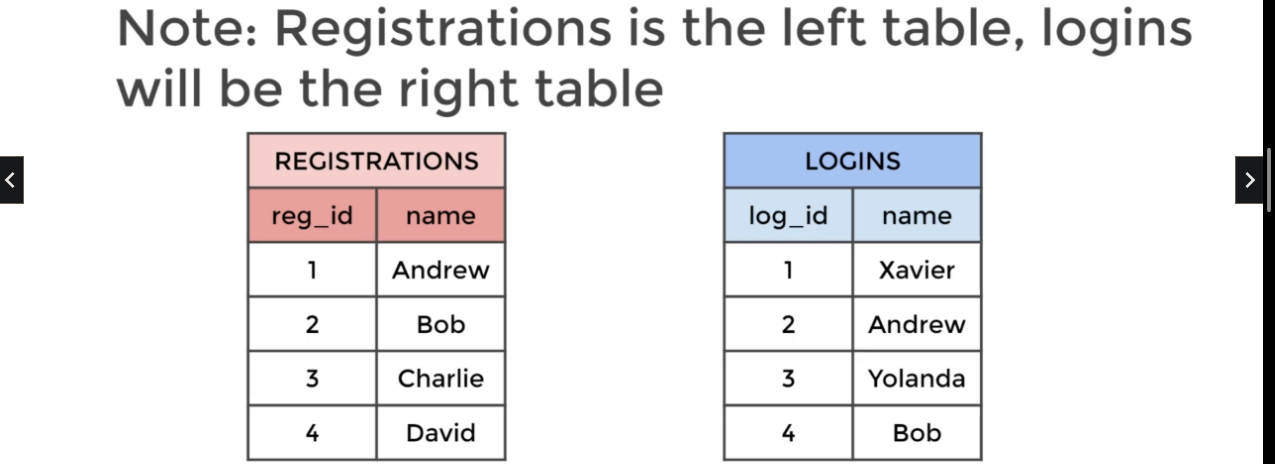 Note: Registrations is the left table, logins
will be the right table
REGISTRATIONS
reg_id name
1 Andrew
2 Bob
3 Charlie
4 David
LOGINS
log_id name
1 Xavier
2 Andrew
3 Yolanda
4 Bob